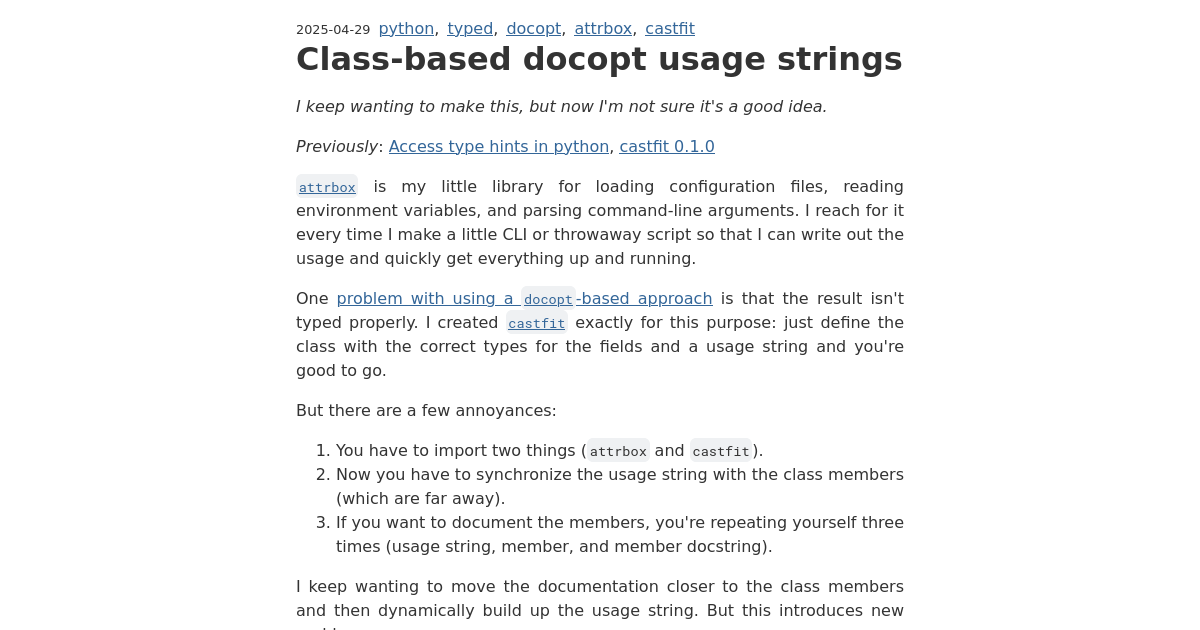 2025-04-29 python, typed, docopt, attrbox, castfit
Class-based docopt usage strings
I keep wanting to make this, but now I'm not sure it's a good idea.
Previously: Access type hints in python, castfit 0.1.0
attrbox is my little library for loading configuration files, reading
environment variables, and parsing command-line arguments. I reach for it
every time I make a little CLI or throwaway script so that I can write out the
usage and quickly get everything up and running.
One problem with using a docopt-based approach is that the result isn't
typed properly. I created castfit exactly for this purpose: just define the
class with the correct types for the fields and a usage string and you're
good to go.
But there are a few annoyances:
1. You have to import two things (attrbox and castfit).
2. Now you have to synchronize the usage string with the class members
(which are far away).
3. If you want to document the members, you're repeating yourself three
times (usage string, member, and member docstring).
I keep wanting to move the documentation closer to the class members
and then dynamically build up the usage string. But this introduces new